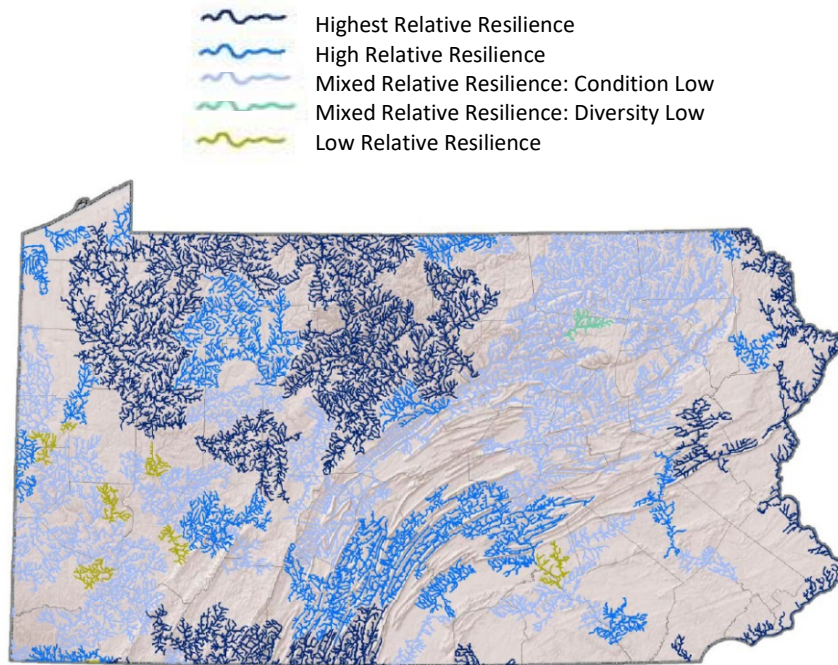 Highest Relative Resilience
High Relative Resilience
Mixed Relative Resilience: Condition Low
Mixed Relative Resilience: Diversity Low
Low Relative Resilience